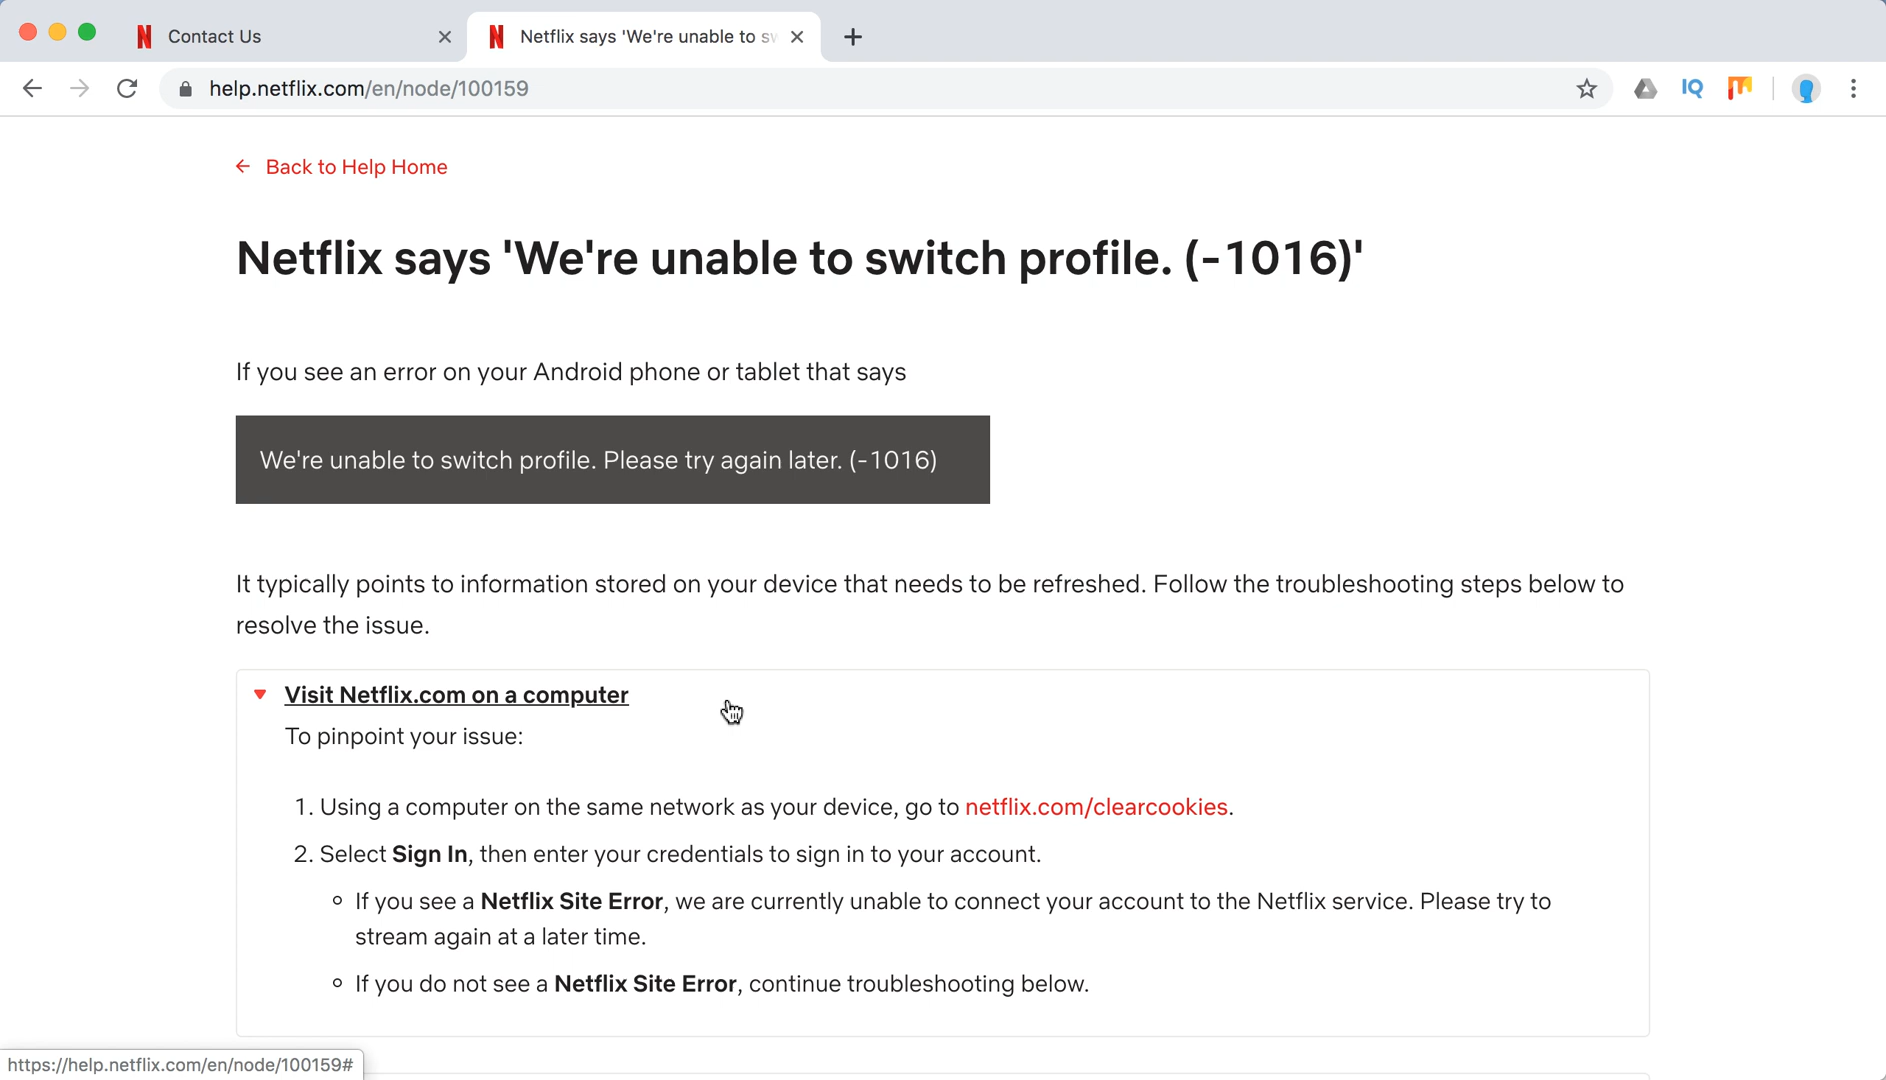 Contact Us
Netflix says 'We're unable to sw
help.netflix.com/en/node/100159
IQ
Back to Help Home
Netflix says 'We're unable to switch profile. (-1016)'
If you see an error on your Android phone or tablet that says
We're unable to switch profile. Please try again later. (-1016)
It typically points to information stored on your device that needs to be refreshed. Follow the troubleshooting steps below to
resolve the issue.
Visit Netflix.com on a computer
To pinpoint your issue:
1. Using a computer on the same network as your device, go to netflix.com/clearcookies.
2. Select Sign In, then enter your credentials to sign in to your account.
If you see a Netflix Site Error, we are currently unable to connect your account to the Netflix service. Please try to
stream again at a later time.
If you do not see a Netflix Site Error, continue troubleshooting below.
https://help.netflix.com/en/node/100159#